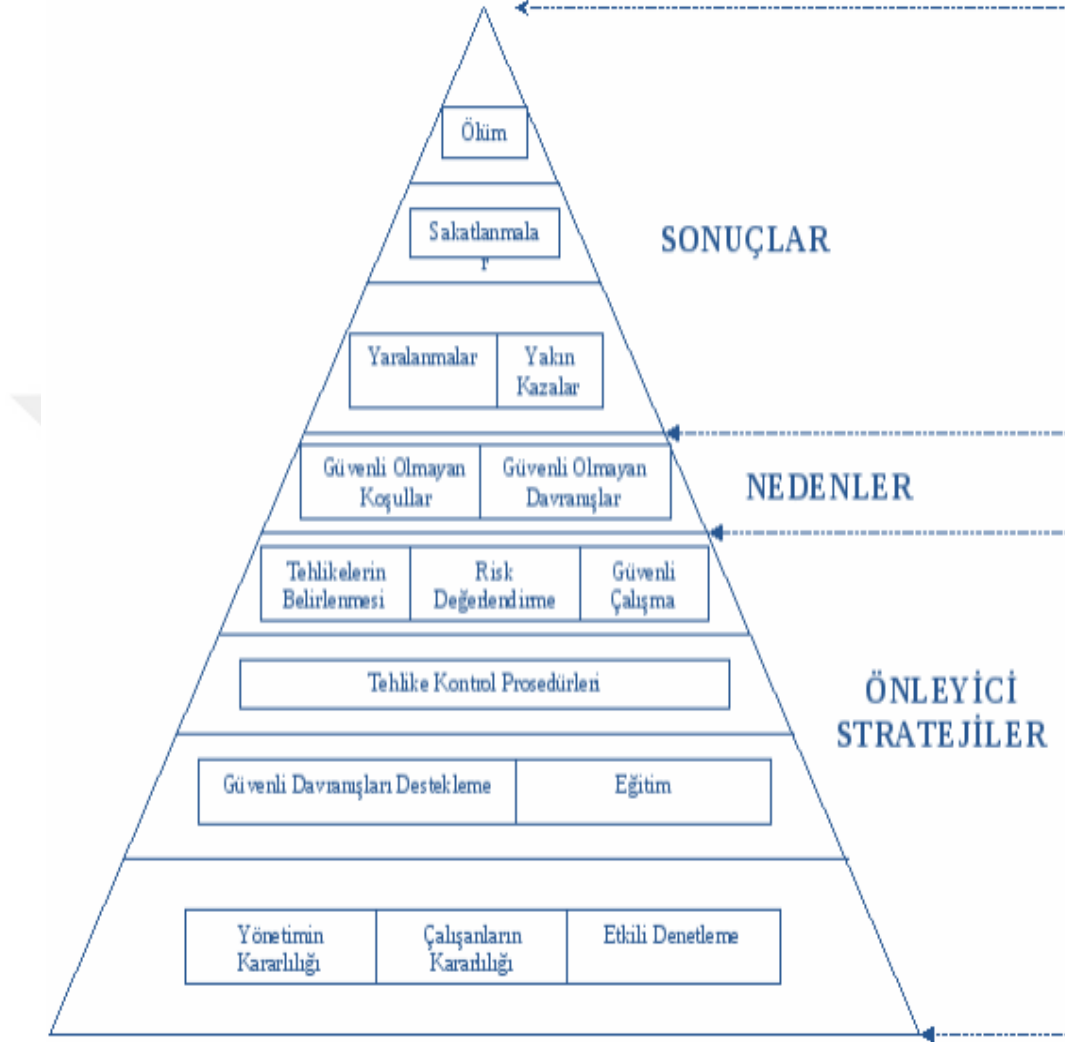 Ölüm
Sakatlanmala
r
SONUÇLAR
Yaralanmalar
Yakın
Kazalar
Güvenli Olmayan
Koşullar
Güvenli Olmayan
Davranışlar
NEDENLER
Tehlikelerin
Belirlenmesi
Risk
Değerlendirme
Güvenli
Çalışma
Tehlike Kontrol Prosedürleri
ÖNLEYİCİ
STRATEJİLER
Güvenli Davranışları Destekleme
Eğitim
Yönetimin
Kararlılığı
Çalışanların
Kararlılığı
Etkili Denetleme